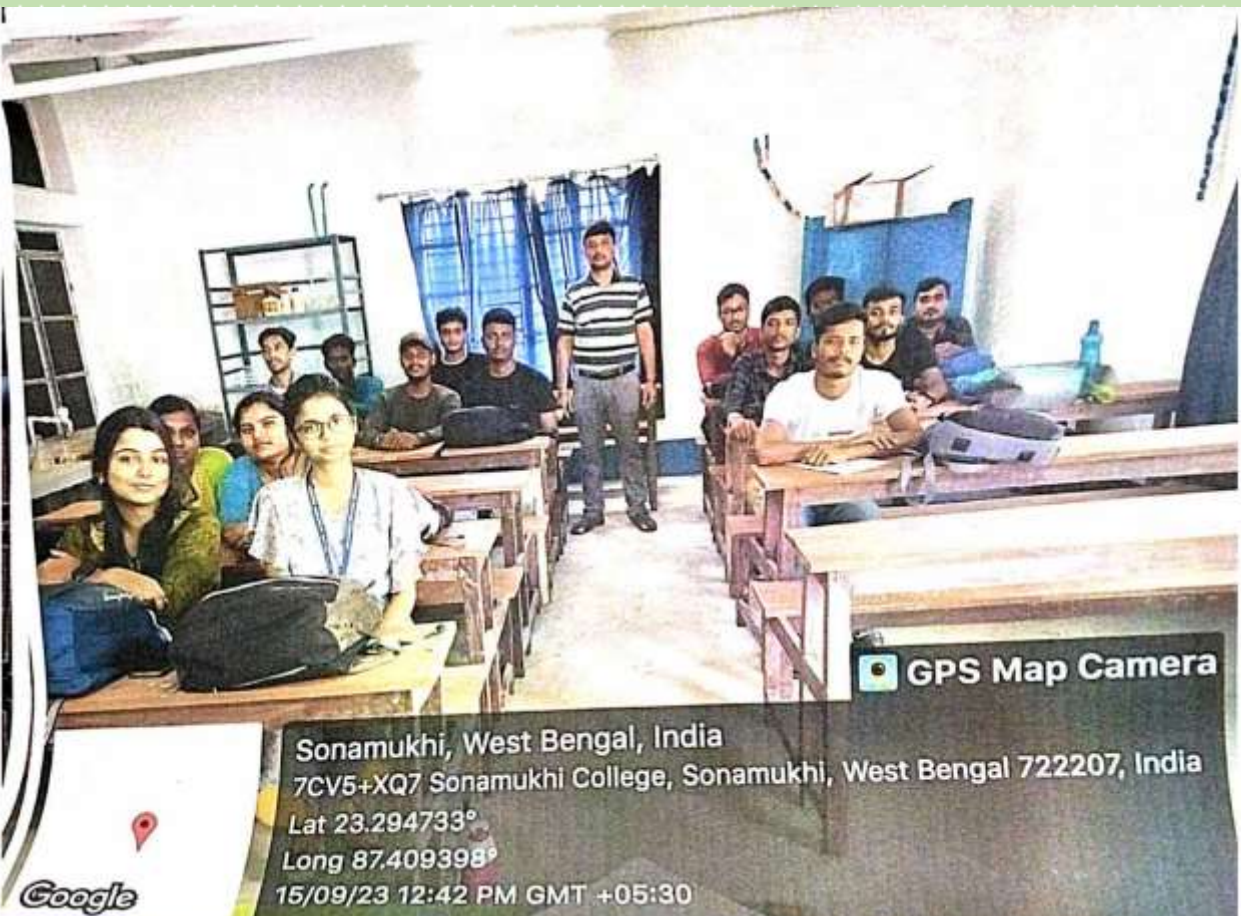 GPS Map Camera
Sonamukhi, West Bengal, India
7CV5+XQ7 Sonamukhi College, Sonamukhi, West Bengal 722207, India
Lat 23.294733°
Long 87.409398°
15/09/23 12:42 PM GMT +05:30
Google